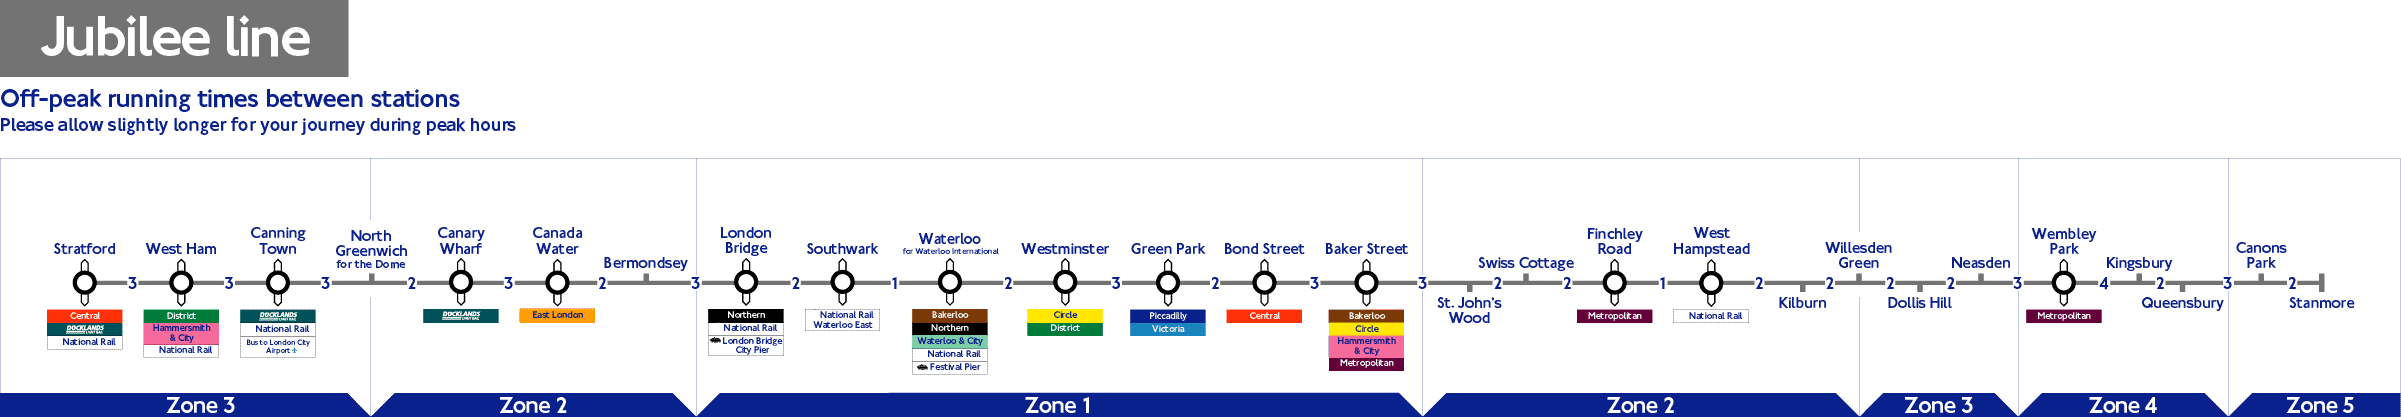 Jubilee line
Off-peak running times between stations
Please allow slightly longer for your journey during peak hours
Stratford
3
West Ham
3
Canning
Town
3
North
Greenwich
for the Dome
2
Canary
Wharf
3
Canada
Water
2
Bermondsey
3
London
Bridge
2
Southwark
1
Waterloo
for Waterloo International
2
Westminster
3
Green Park
2
Bond Street
3
Baker Street
3
St. John's
Wood
2
Swiss Cottage
2
Finchley
Road
1
West
Hampstead
2
Kilburn
2
Willesden
Green
2
Dollis Hill
2
Neasden
3
Wembley
Park
4
Kingsbury
2
Queensbury
3
Canons
Park
2
Stanmore
Central
DOCKLANDS
LIGHT RAIL
National Rail
District
Hammersmith
& City
National Rail
DOCKLANDS
LIGHT RAIL
National Rail
Bus to London City
Airport
DOCKLANDS
LIGHT RAIL
East London
Northern
National Rail
London Bridge
City Pier
National Rail
Waterloo East
Bakerloo
Northern
Waterloo & City
National Rail
Festival Pier
Circle
District
Piccadilly
Victoria
Central
Bakerloo
Circle
Hammersmith
& City
Metropolitan
Metropolitan
National Rail
Metropolitan
Zone 3
Zone 2
Zone 1
Zone 2
Zone 3
Zone 4
Zone 5